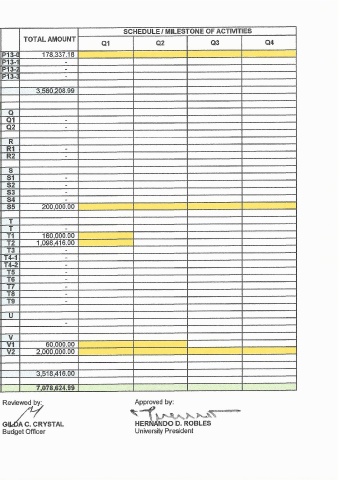 SCHEDULE / MILESTONE OF ACTIVITIES
TOTAL AMOUNT Q1 Q2 Q3 Q4
P13-0 178,337.16
P13-1 -
P13-2 -
P13-3 -
3,560,208.99
Q
Q1 -
Q2 -
R
R1 -
R2 -
S
S1 -
S2 -
S3 -
S4 -
S5 200,000.00
T
T -
T1 160,000.00
T2 1,098,416.00
T3 -
T4-1 -
T4-2 -
T5 -
T6 -
T7 -
T8 -
T9 -
U
-
V
V1 60,000.00
V2 2,000,000.00
3,518,416.00
7,078,624.99
Reviewed by: Approved by:
GILDA C. CRYSTAL HERNANDO D. ROBLES
Budget Officer University President